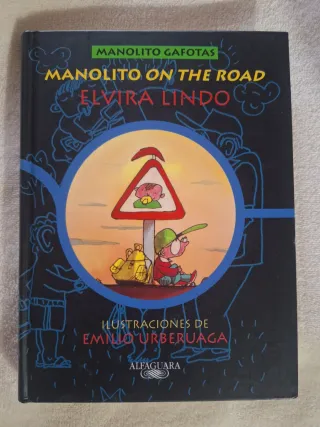 MANOLITO GAFOTAS
MANOLITO ON THE ROAD
ELVIRA LINDO
ILUSTRACIONES DE
EMILIO URBERUAGA
ALFAGUARA